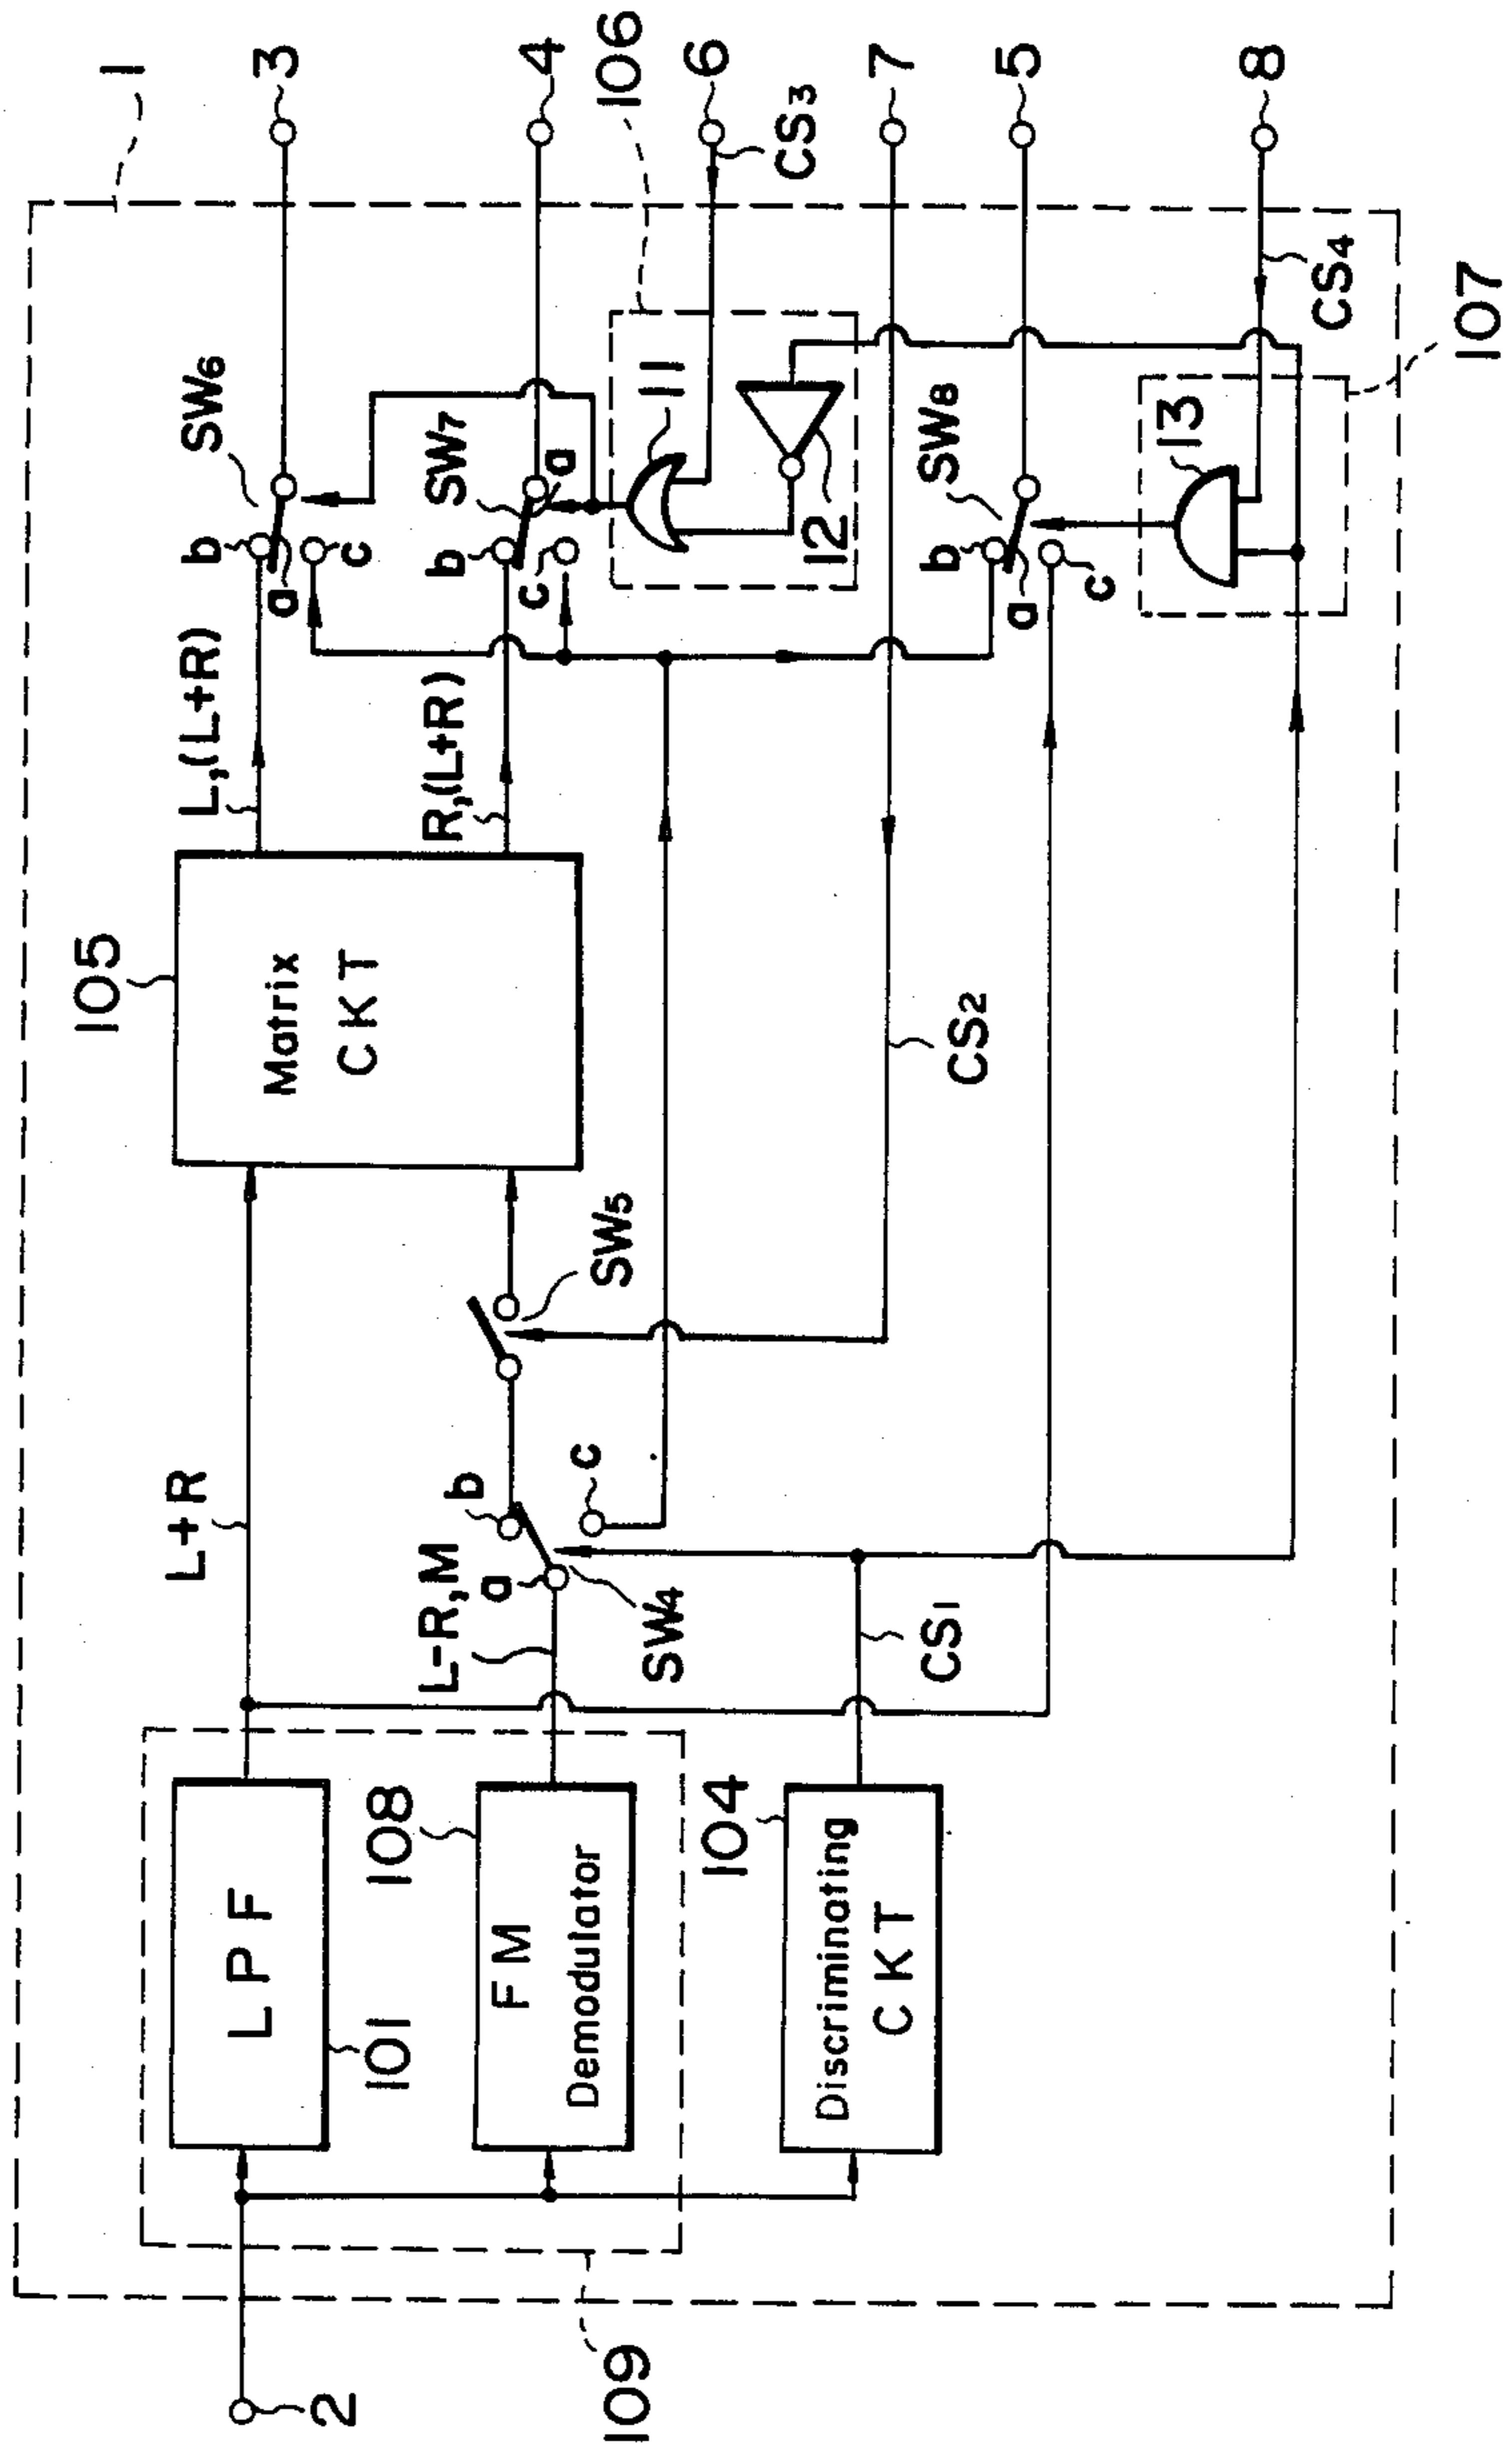 1
3
4
106
6
7
5
8
CS3
CS4
107
SW6
b
a
c
SW7
b
a
c
11
12
SW8
b
a
c
13
L,(L+R)
R,(L+R)
105
Matrix
CKT
CS2
SW5
L+R
b
c
a
L-R,M
SW4
CS1
LPF
101
108
FM
Demodulator
104
Discriminating
CKT
109
2